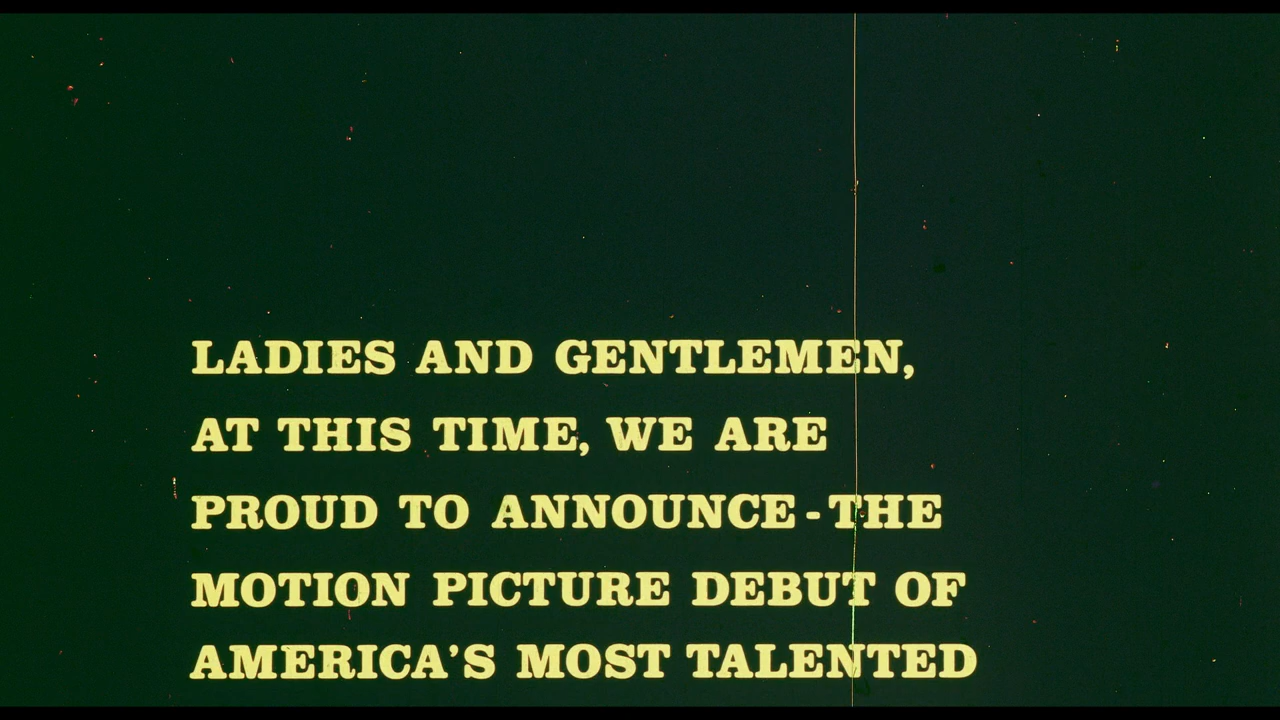 LADIES AND GENTLEMEN,
AT THIS TIME, WE ARE
PROUD TO ANNOUNCE-THE
MOTION PICTURE DEBUT OF
AMERICA'S MOST TALENTED